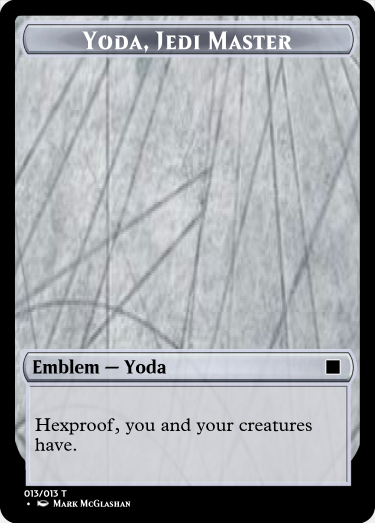 Yoda, Jedi Master
Emblem — Yoda
Hexproof, you and your creatures
have.
013/013 T
• Mark McGlashan